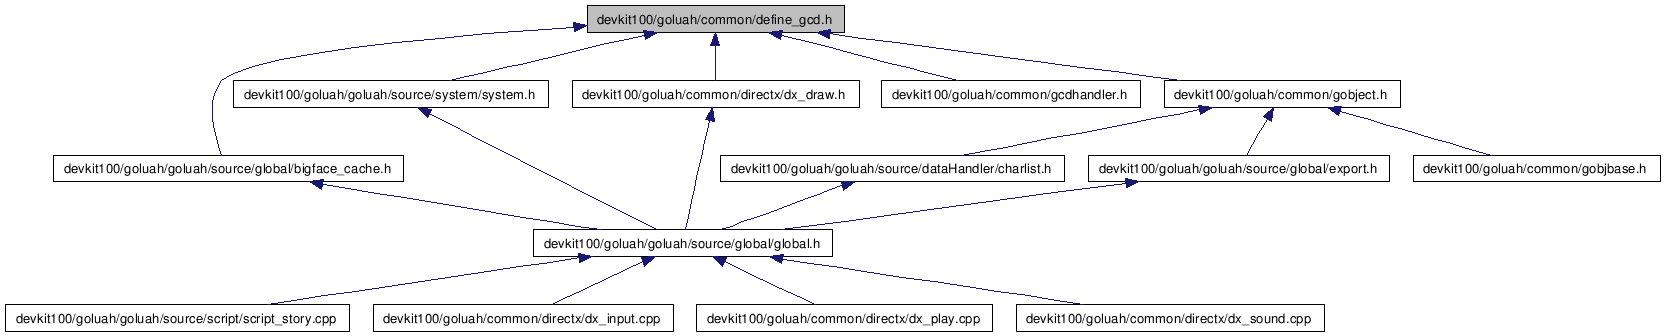 devkit100/goluah/common/define_gcd.h
devkit100/goluah/goluah/source/system/system.h
devkit100/goluah/common/directx/dx_draw.h
devkit100/goluah/common/gcdhandler.h
devkit100/goluah/common/gobject.h
devkit100/goluah/goluah/source/global/bigface_cache.h
devkit100/goluah/goluah/source/dataHandler/charlist.h
devkit100/goluah/goluah/source/global/export.h
devkit100/goluah/common/gobjbase.h
devkit100/goluah/goluah/source/global/global.h
devkit100/goluah/goluah/source/script/script_story.cpp
devkit100/goluah/common/directx/dx_input.cpp
devkit100/goluah/common/directx/dx_play.cpp
devkit100/goluah/common/directx/dx_sound.cpp